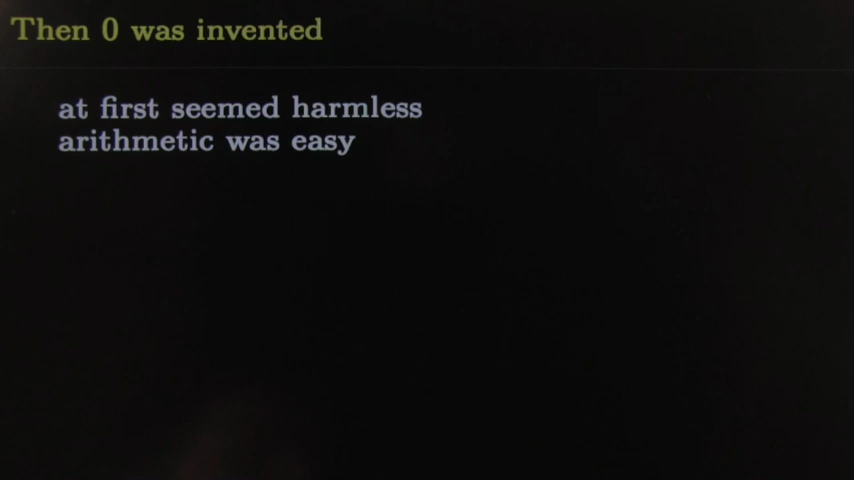 Then 0 was invented
at first seemed harmless
arithmetic was easy